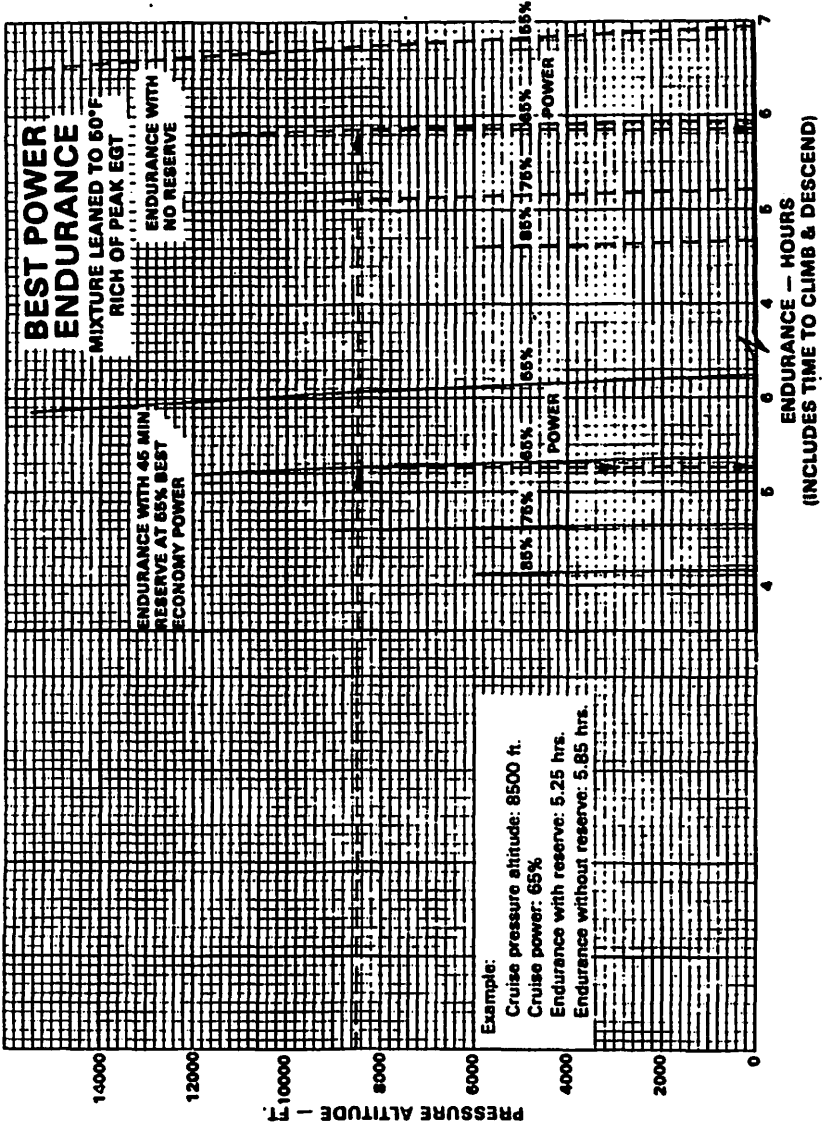 BEST POWER
ENDURANCE
MIXTURE LEANED TO 50°F
RICH OF PEAK EGT
ENDURANCE WITH
NO RESERVE
ENDURANCE WITH 45 MIN.
RESERVE AT 55% BEST
ECONOMY POWER
85% 75% 65% 55%
POWER
85% 75% 65% 55%
POWER
Example:
Cruise pressure altitude: 8500 ft.
Cruise power: 65%
Endurance with reserve: 5.25 hrs.
Endurance without reserve: 5.85 hrs.
PRESSURE ALTITUDE — FT.
14000
12000
10000
8000
6000
4000
2000
0
4 5 6 4 5 6 7
ENDURANCE — HOURS
(INCLUDES TIME TO CLIMB & DESCEND)